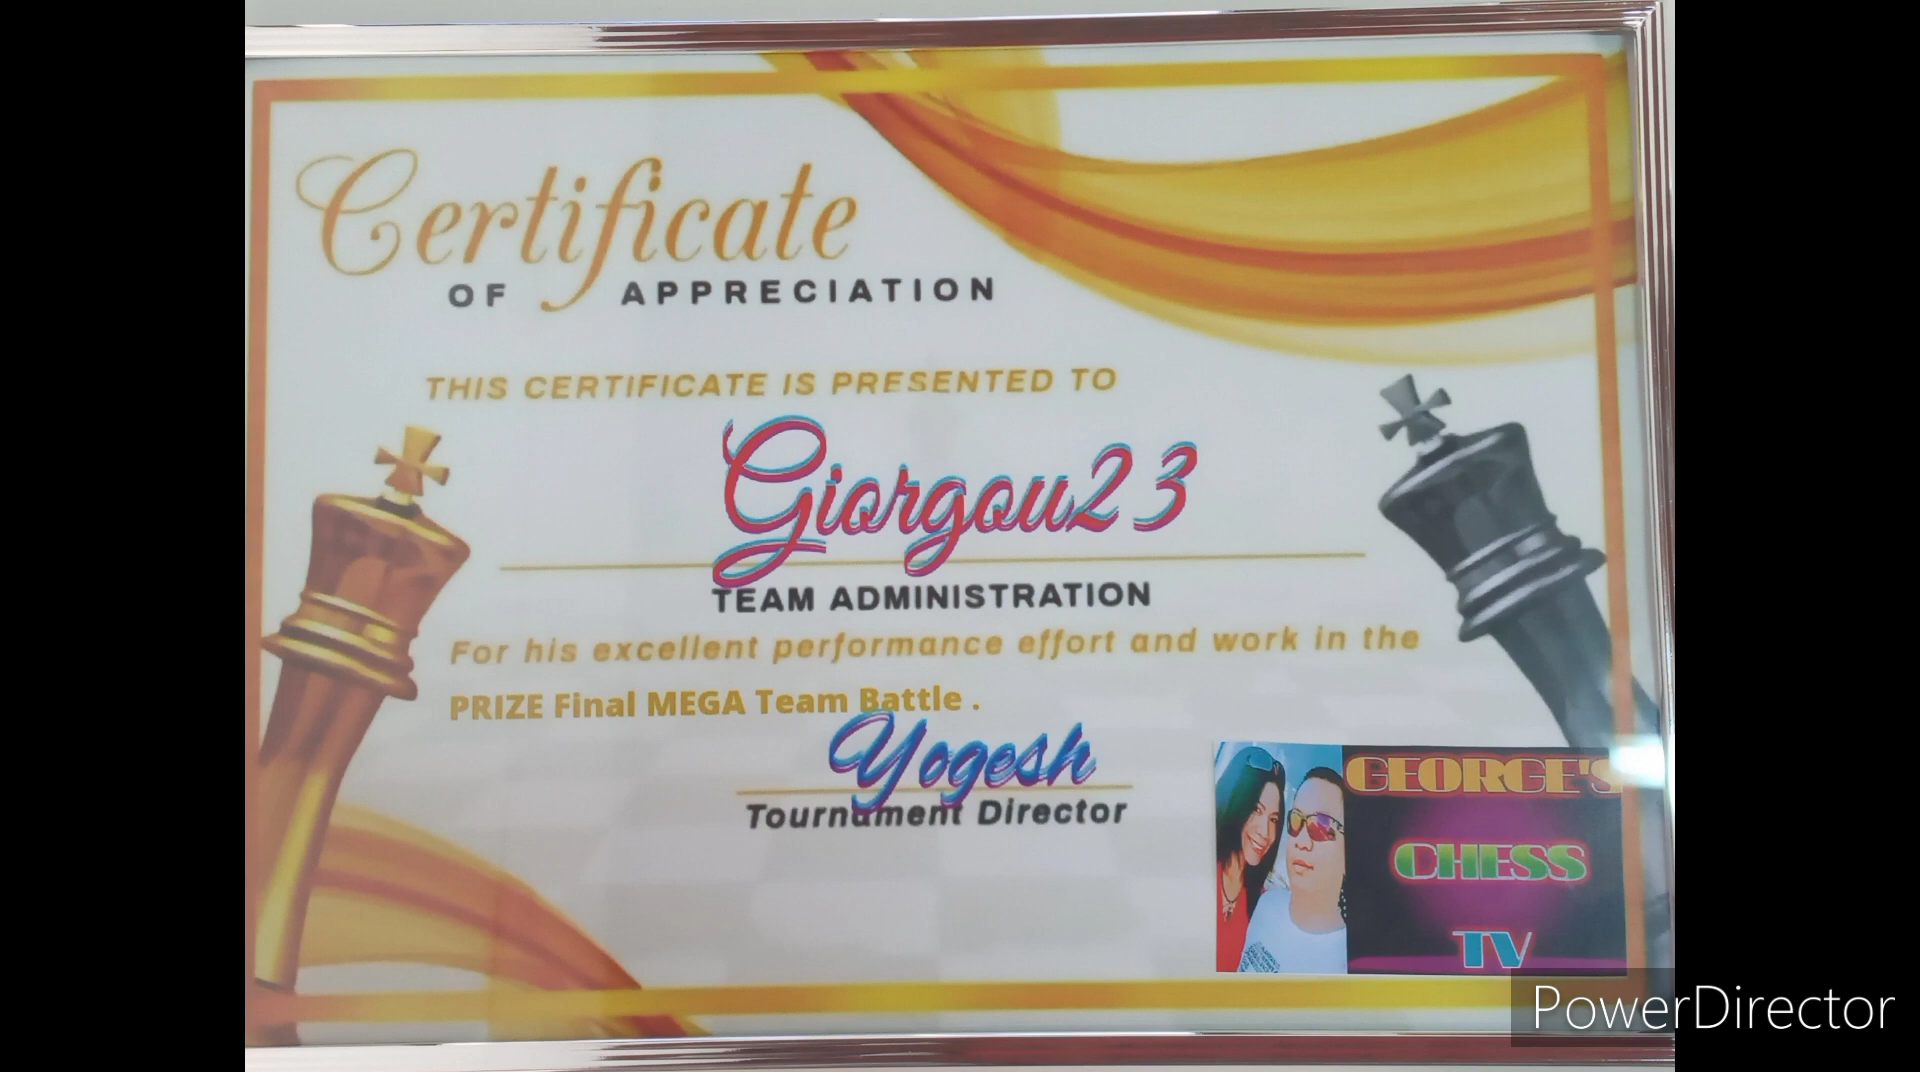 Certificate
OF APPRECIATION
THIS CERTIFICATE IS PRESENTED TO
Giorgou23
TEAM ADMINISTRATION
For his excellent performance effort and work in the
PRIZE Final MEGA Team Battle .
Yogesh
Tournament Director
GEORGE'S
CHESS
TV
PowerDirector